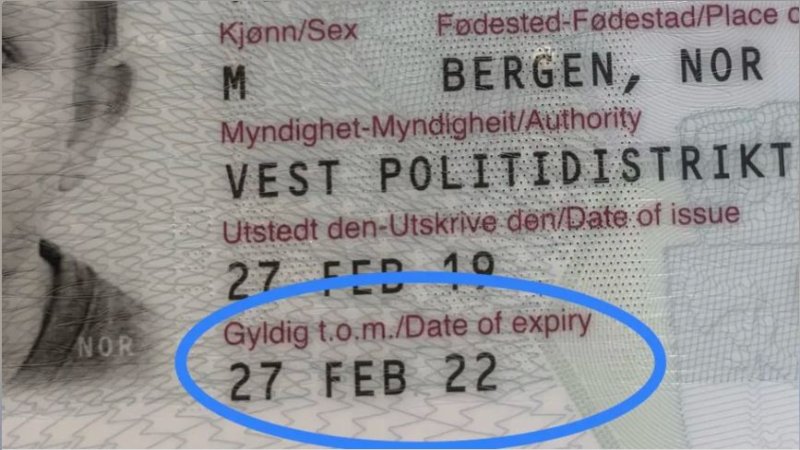 Kjønn/Sex Fødested-Fødestad/Place
M BERGEN, NOR
Myndighet-Myndigheit/Authority
VEST POLITIDISTRIKT
Utstedt den-Utskrive den/Date of issue
27 FEB 19
Gyldig t.o.m./Date of expiry
27 FEB 22
NOR